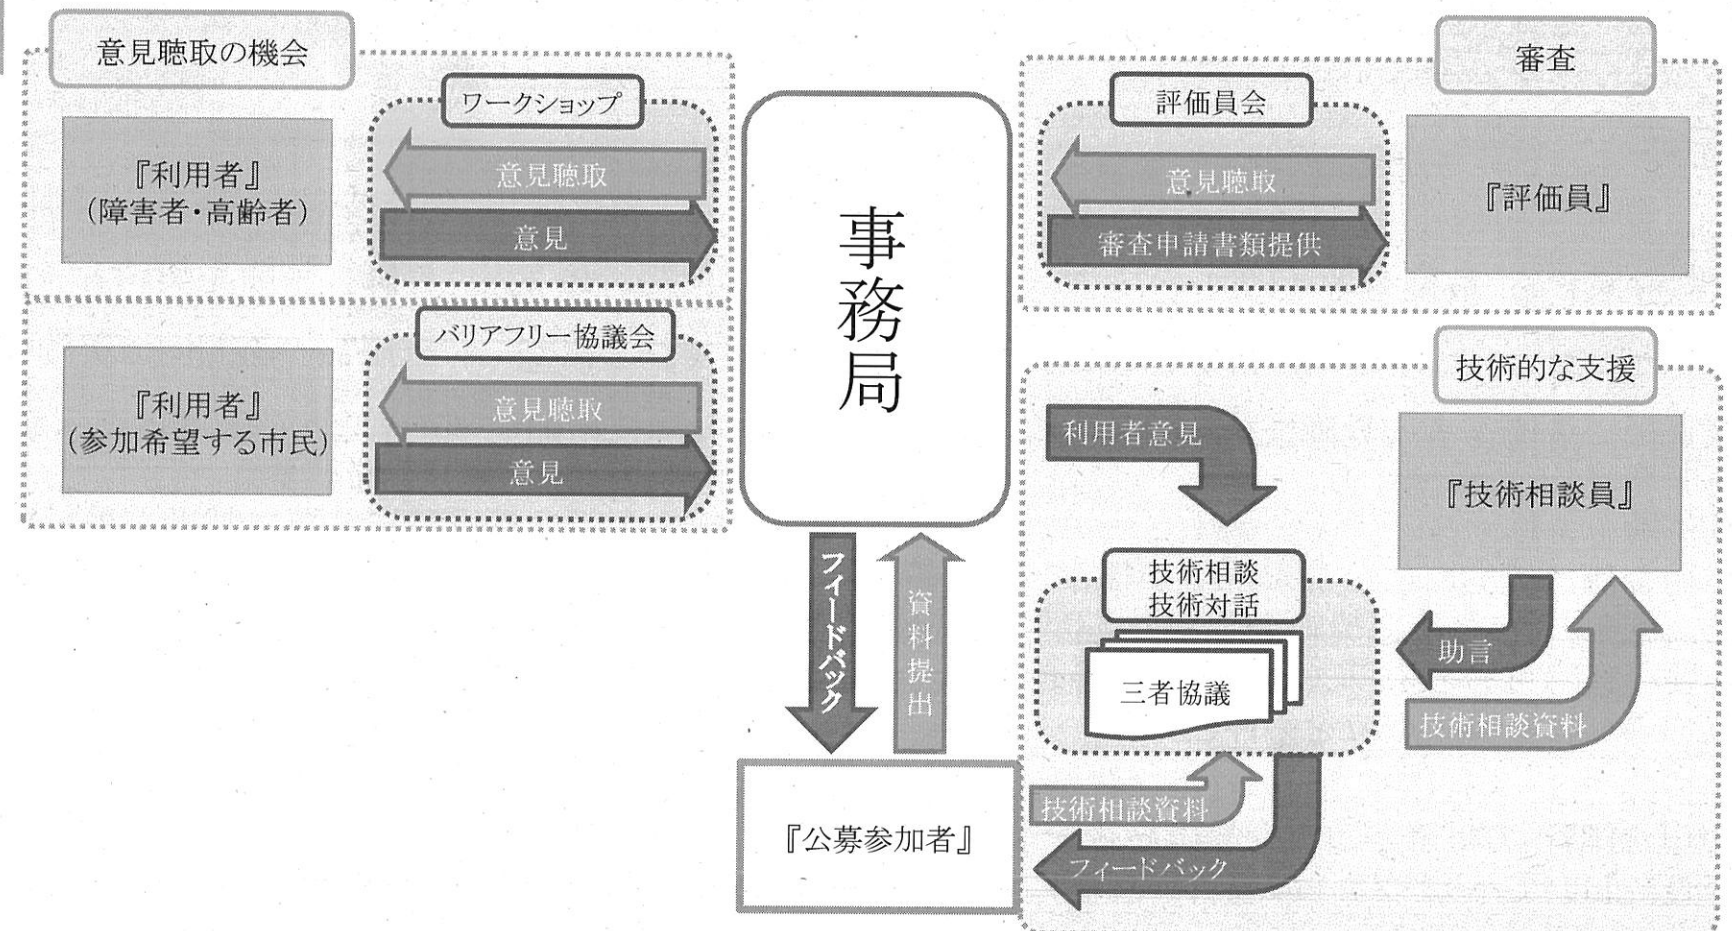 意見聴取の機会
ワークショップ
『利用者』
（障害者・高齢者）
意見聴取
意見
バリアフリー協議会
『利用者』
（参加希望する市民）
意見聴取
意見
事務局
フィードバック
資料提出
『公募参加者』
審査
評価員会
意見聴取
審査申請書類提供
『評価員』
技術的な支援
利用者意見
『技術相談員』
技術相談
技術対話
三者協議
助言
技術相談資料
技術相談資料
フィードバック